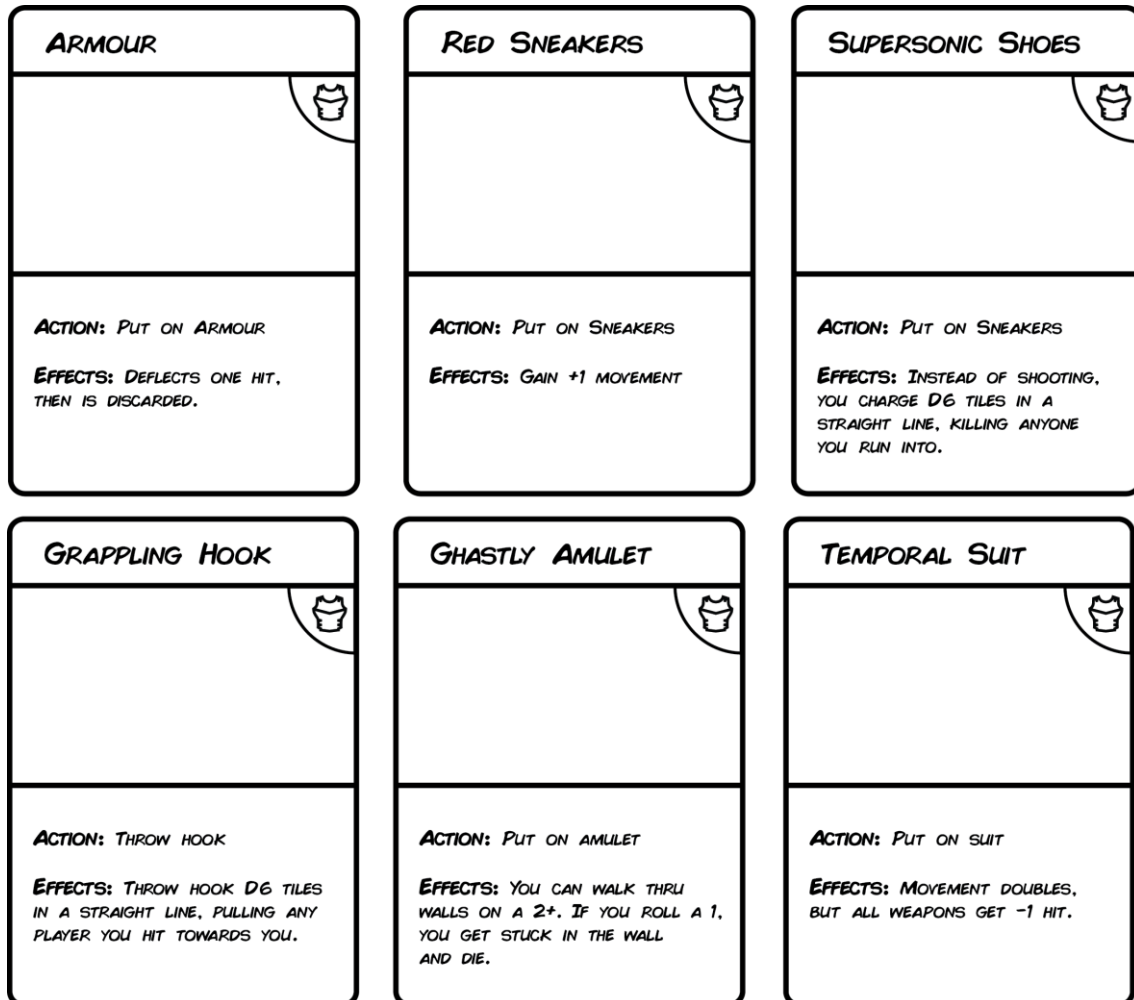 Armour
Action: Put on Armour
Effects: Deflects one hit,
then is discarded.
Red Sneakers
Action: Put on Sneakers
Effects: Gain +1 movement
Supersonic Shoes
Action: Put on Sneakers
Effects: Instead of shooting,
you charge D6 tiles in a
straight line, killing anyone
you run into.
Grappling Hook
Action: Throw hook
Effects: Throw hook D6 tiles
in a straight line, pulling any
player you hit towards you.
Ghastly Amulet
Action: Put on amulet
Effects: You can walk thru
walls on a 2+. If you roll a 1,
you get stuck in the wall
and die.
Temporal Suit
Action: Put on suit
Effects: Movement doubles,
but all weapons get -1 hit.